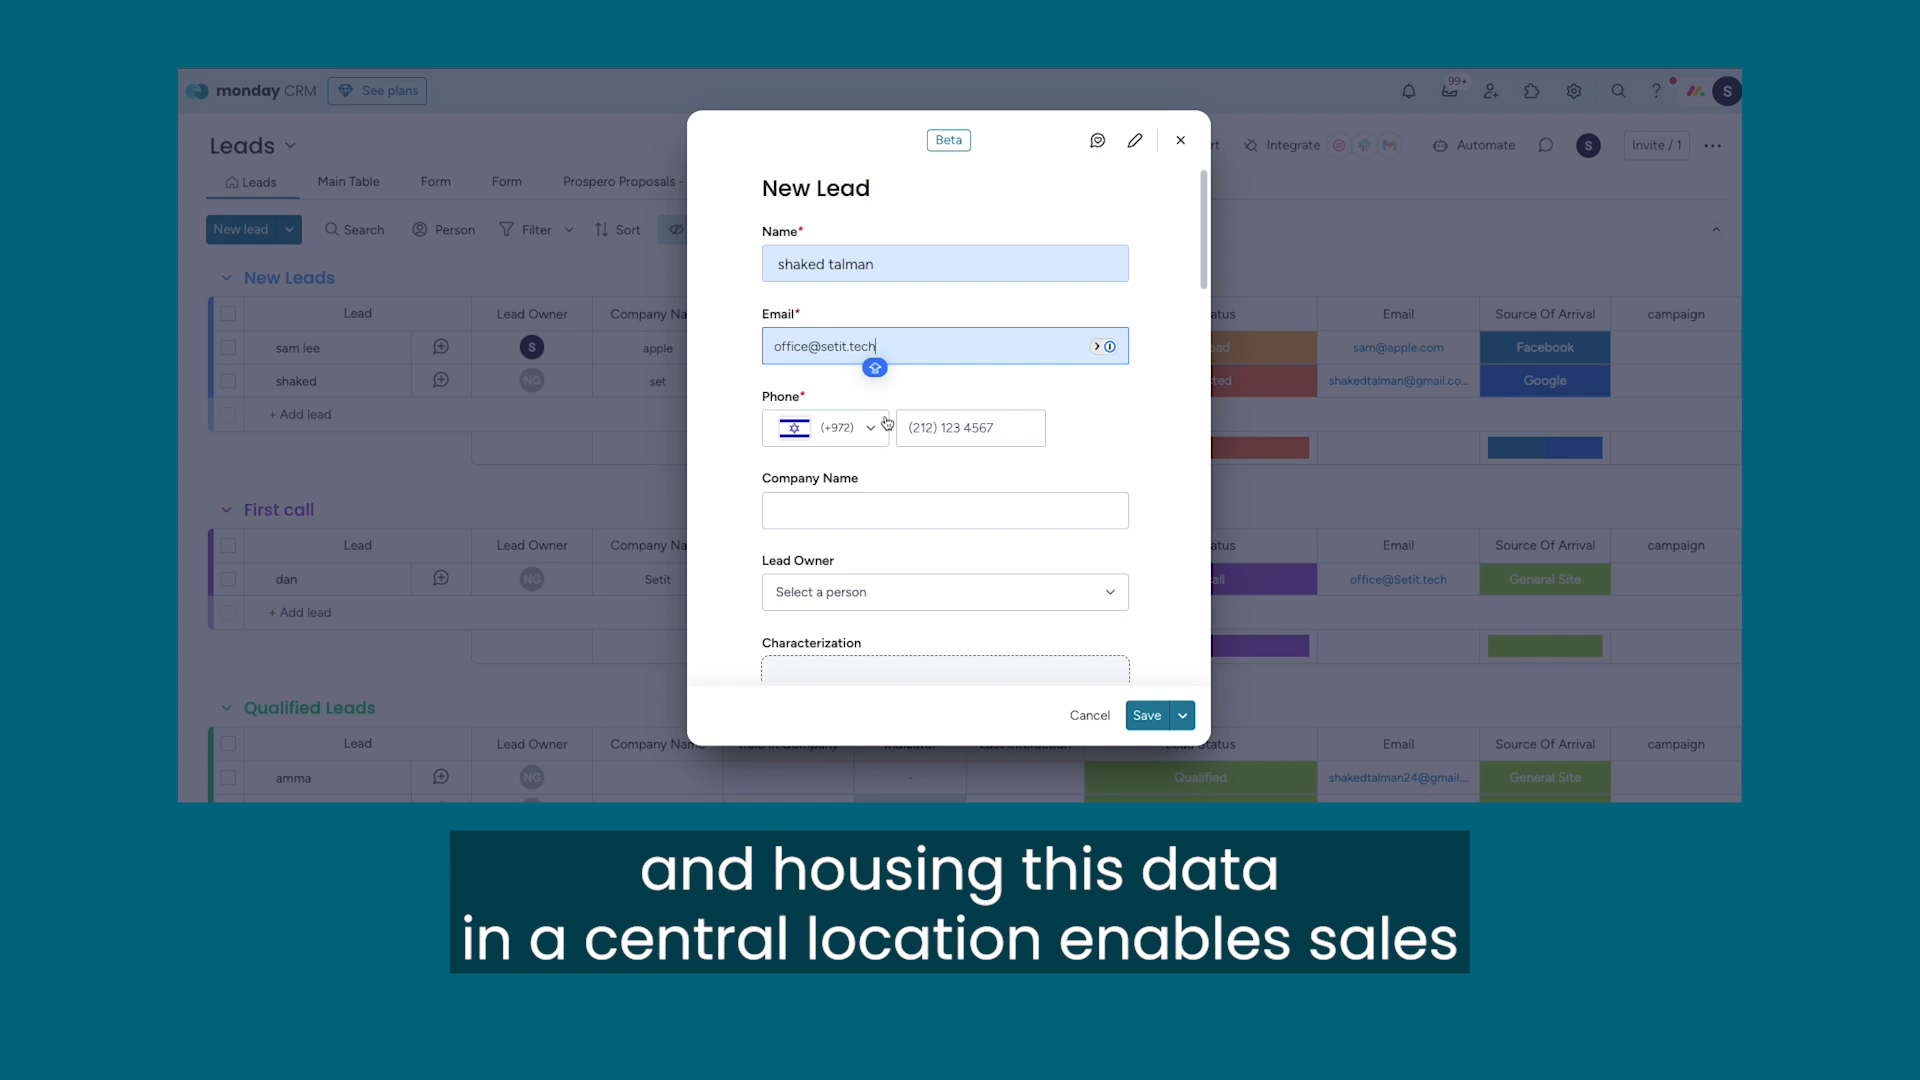 monday CRM
See plans
99+
?
S
Leads
Integrate
Automate
S
Invite / 1
Leads
Main Table
Form
Form
Prospero Proposals -
New lead
Search
Person
Filter
Sort
New Leads
Lead
Lead Owner
Company Na
Email
Source Of Arrival
campaign
sam lee
S
apple
sam@apple.com
Facebook
shaked
NG
set
shakedtalman@gmail.co...
Google
+ Add lead
First call
Lead
Lead Owner
Company Na
Email
Source Of Arrival
campaign
dan
NG
Setit
office@Setit.tech
General Site
+ Add lead
Qualified Leads
Lead
Lead Owner
Company Name
Email
Source Of Arrival
campaign
amma
NG
-
Qualified
shakedtalman24@gmail....
General Site
Beta
New Lead
Name*
shaked talman
Email*
office@setit.tech
Phone*
(+972)
(212) 123 4567
Company Name
Lead Owner
Select a person
Characterization
Cancel
Save
and housing this data
in a central location enables sales